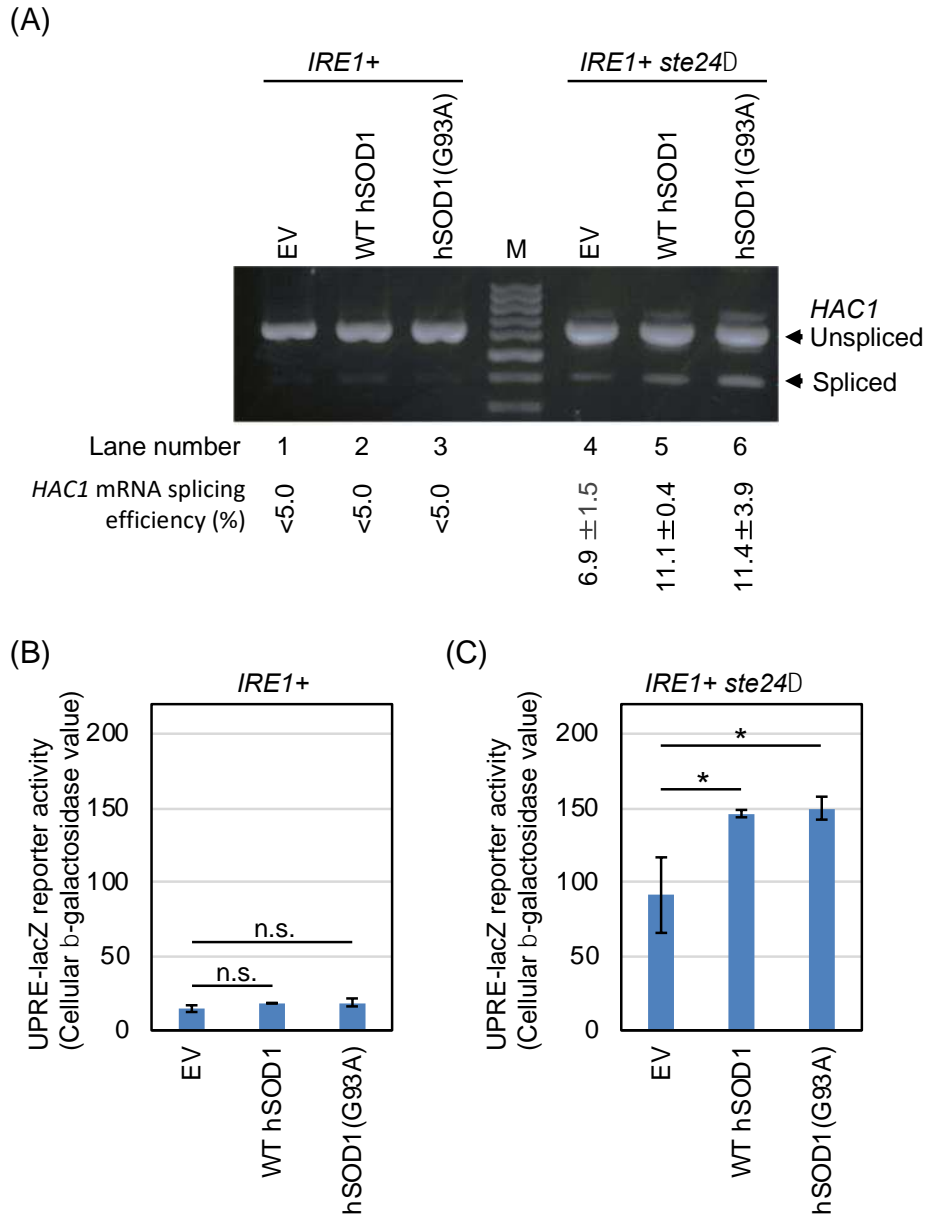 (A)
IRE1+
IRE1+ ste24D
EV
WT hSOD1
hSOD1(G93A)
M
EV
WT hSOD1
hSOD1(G93A)
HAC1
Unspliced
Spliced
Lane number 1 2 3 4 5 6
HAC1 mRNA splicing
efficiency (%)
<5.0
<5.0
<5.0
6.9 ±1.5
11.1±0.4
11.4±3.9
(B)
IRE1+
UPRE-lacZ reporter activity
(Cellular b-galactosidase value)
200
150
100
50
0
n.s.
n.s.
EV
WT hSOD1
hSOD1(G93A)
(C)
IRE1+ ste24D
UPRE-lacZ reporter activity
(Cellular b-galactosidase value)
200
150
100
50
0
*
*
EV
WT hSOD1
hSOD1(G93A)